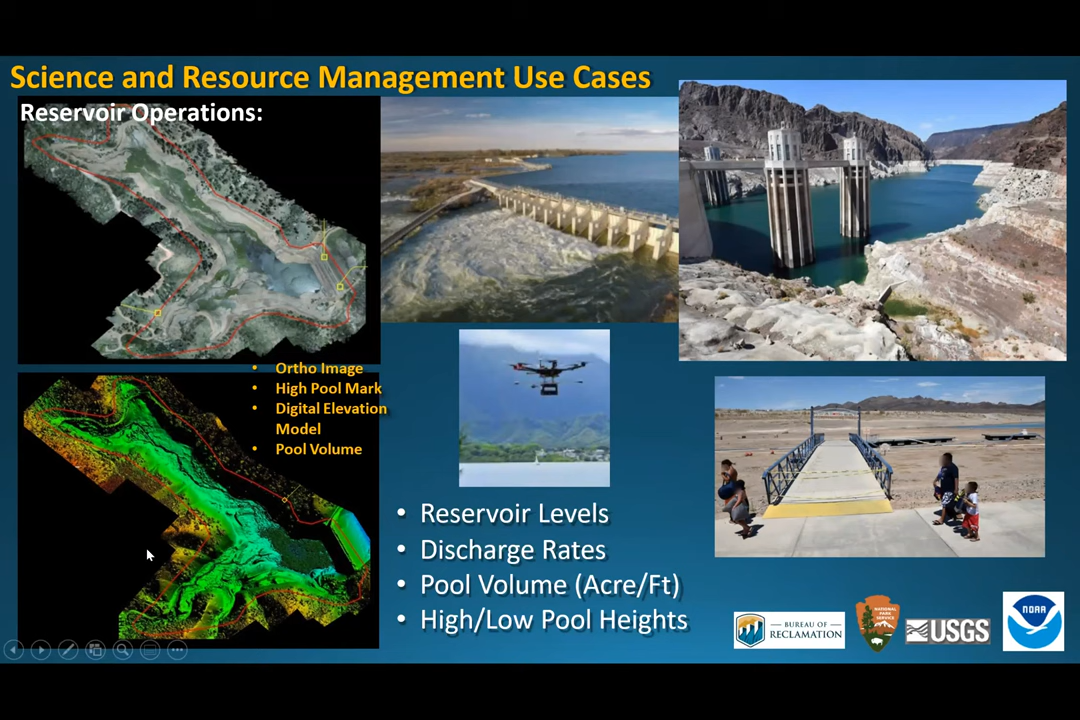 Science and Resource Management Use Cases
Reservoir Operations:
• Ortho Image
• High Pool Mark
• Digital Elevation
Model
• Pool Volume
• Reservoir Levels
• Discharge Rates
• Pool Volume (Acre/Ft)
• High/Low Pool Heights
BUREAU OF
RECLAMATION
NATIONAL
PARK
SERVICE
USGS
NOAA